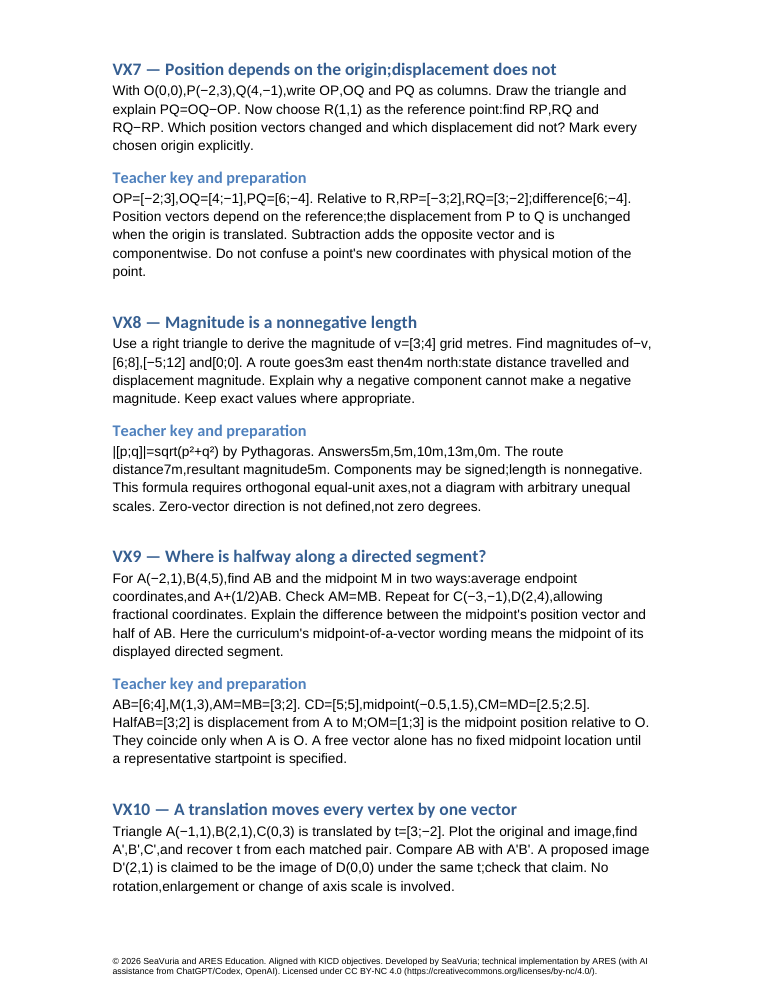 VX7 — Position depends on the origin;displacement does not
With O(0,0),P(−2,3),Q(4,−1),write OP,OQ and PQ as columns. Draw the triangle and
explain PQ=OQ−OP. Now choose R(1,1) as the reference point:find RP,RQ and
RQ−RP. Which position vectors changed and which displacement did not? Mark every
chosen origin explicitly.
Teacher key and preparation
OP=[−2;3],OQ=[4;−1],PQ=[6;−4]. Relative to R,RP=[−3;2],RQ=[3;−2];difference[6;−4].
Position vectors depend on the reference;the displacement from P to Q is unchanged
when the origin is translated. Subtraction adds the opposite vector and is
componentwise. Do not confuse a point's new coordinates with physical motion of the
point.
VX8 — Magnitude is a nonnegative length
Use a right triangle to derive the magnitude of v=[3;4] grid metres. Find magnitudes of−v,
[6;8],[−5;12] and[0;0]. A route goes3m east then4m north:state distance travelled and
displacement magnitude. Explain why a negative component cannot make a negative
magnitude. Keep exact values where appropriate.
Teacher key and preparation
|[p;q]|=sqrt(p²+q²) by Pythagoras. Answers5m,5m,10m,13m,0m. The route
distance7m,resultant magnitude5m. Components may be signed;length is nonnegative.
This formula requires orthogonal equal-unit axes,not a diagram with arbitrary unequal
scales. Zero-vector direction is not defined,not zero degrees.
VX9 — Where is halfway along a directed segment?
For A(−2,1),B(4,5),find AB and the midpoint M in two ways:average endpoint
coordinates,and A+(1/2)AB. Check AM=MB. Repeat for C(−3,−1),D(2,4),allowing
fractional coordinates. Explain the difference between the midpoint's position vector and
half of AB. Here the curriculum's midpoint-of-a-vector wording means the midpoint of its
displayed directed segment.
Teacher key and preparation
AB=[6;4],M(1,3),AM=MB=[3;2]. CD=[5;5],midpoint(−0.5,1.5),CM=MD=[2.5;2.5].
HalfAB=[3;2] is displacement from A to M;OM=[1;3] is the midpoint position relative to O.
They coincide only when A is O. A free vector alone has no fixed midpoint location until
a representative startpoint is specified.
VX10 — A translation moves every vertex by one vector
Triangle A(−1,1),B(2,1),C(0,3) is translated by t=[3;−2]. Plot the original and image,find
A',B',C',and recover t from each matched pair. Compare AB with A'B'. A proposed image
D'(2,1) is claimed to be the image of D(0,0) under the same t;check that claim. No
rotation,enlargement or change of axis scale is involved.
© 2026 SeaVuria and ARES Education. Aligned with KICD objectives. Developed by SeaVuria; technical implementation by ARES (with AI
assistance from ChatGPT/Codex, OpenAI). Licensed under CC BY-NC 4.0 (https://creativecommons.org/licenses/by-nc/4.0/).